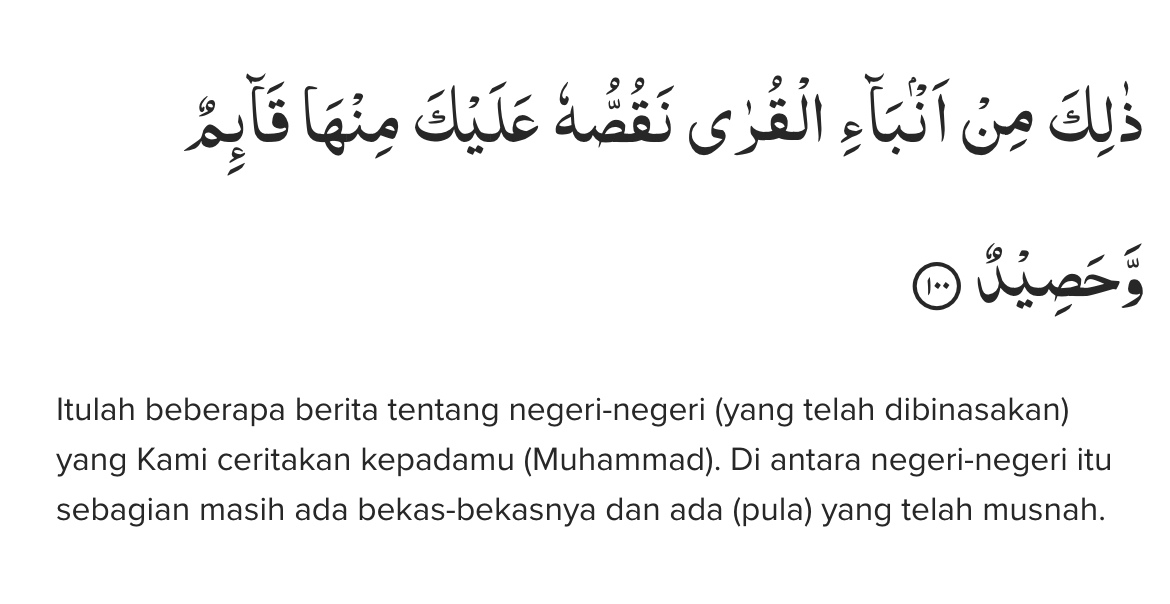 ذٰلِكَ مِنْ اَنْۢبَاۤءِ الْقُرٰى نَقُصُّهٗ عَلَيْكَ مِنْهَا قَاۤىِٕمٌ
وَّحَصِيْدٌ ١٠٠
Itulah beberapa berita tentang negeri-negeri (yang telah dibinasakan)
yang Kami ceritakan kepadamu (Muhammad). Di antara negeri-negeri itu
sebagian masih ada bekas-bekasnya dan ada (pula) yang telah musnah.